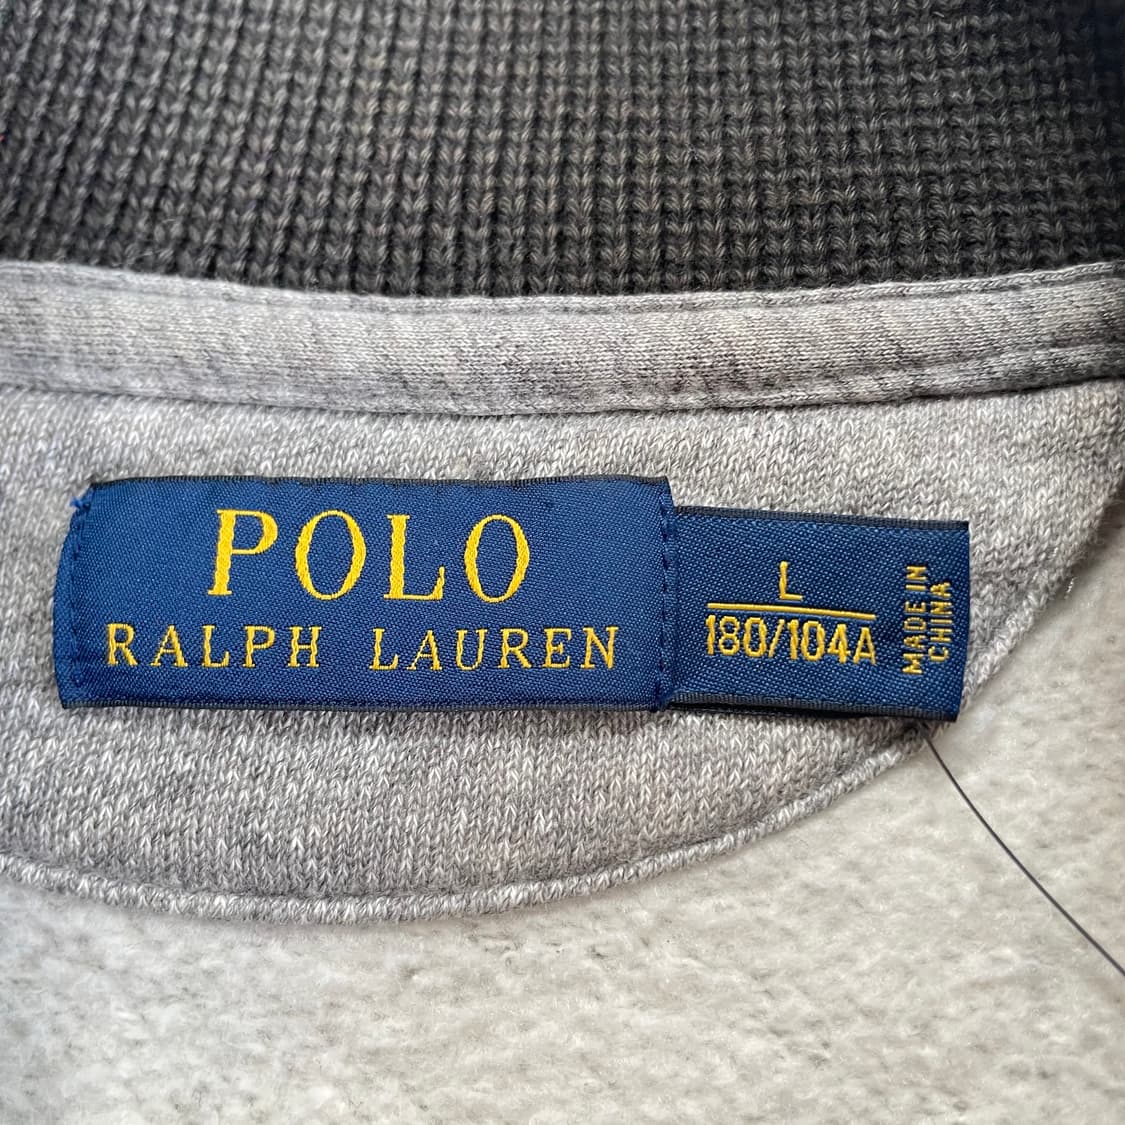 POLO
RALPH LAUREN
L
180/104A
MADE IN
CHINA